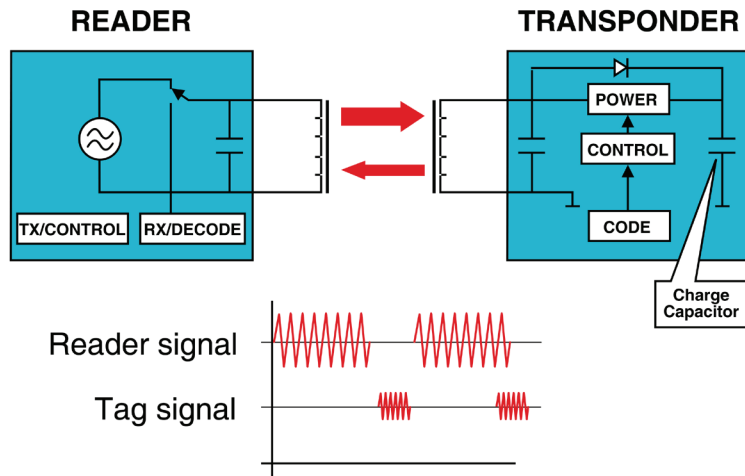 READER
TRANSPONDER
POWER
CONTROL
TX/CONTROL
RX/DECODE
CODE
Charge
Capacitor
Reader signal
Tag signal